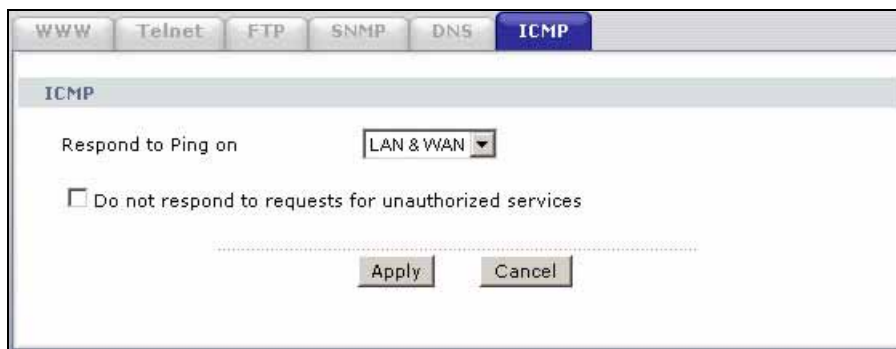 WWW Telnet FTP SNMP DNS ICMP
ICMP
Respond to Ping on LAN & WAN
Do not respond to requests for unauthorized services
Apply Cancel